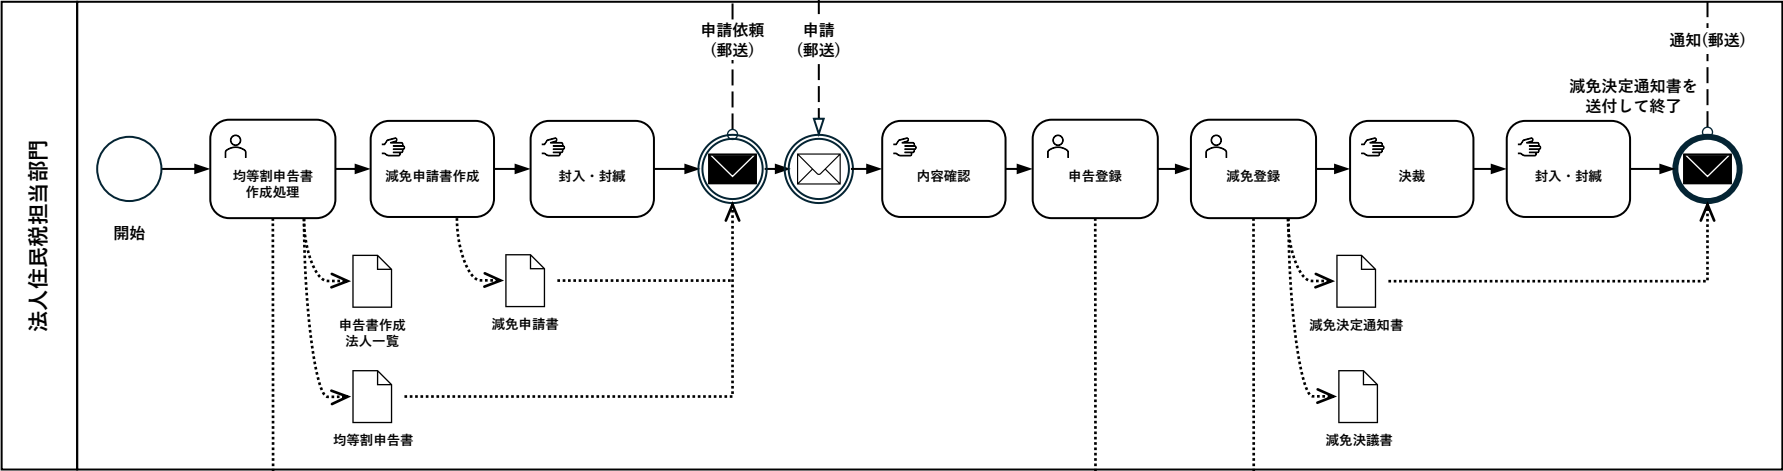 法人住民税担当部門
開始
均等割申告書
作成処理
減免申請書作成
封入・封緘
申請依頼
(郵送)
申請
(郵送)
内容確認
申告登録
減免登録
決裁
封入・封緘
通知(郵送)
減免決定通知書を
送付して終了
申告書作成
法人一覧
均等割申告書
減免申請書
減免決定通知書
減免決議書